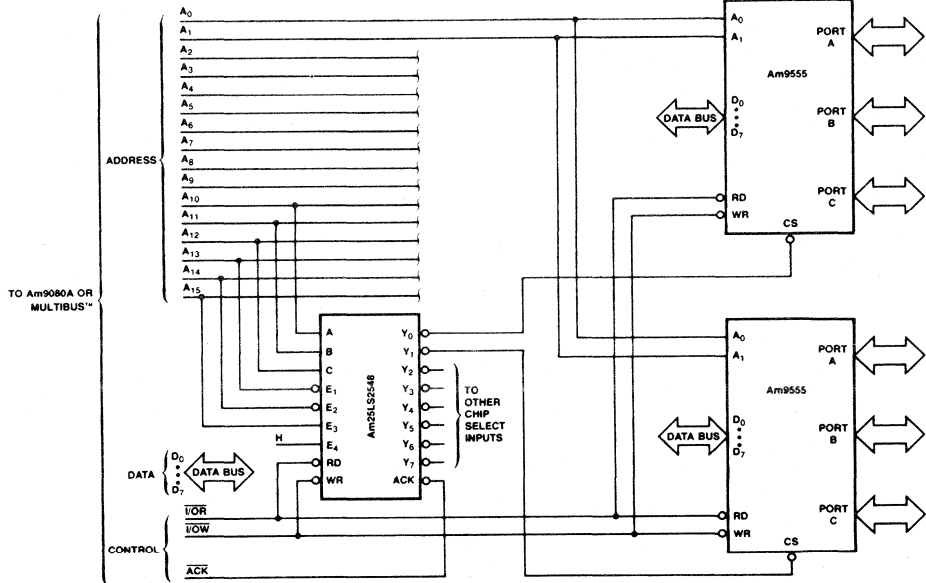 A0
A1
A2
A3
A4
A5
A6
A7
A8
A9
A10
A11
A12
A13
A14
A15
ADDRESS
TO Am9080A OR
MULTIBUS™
A
B
C
E1
E2
E3
E4
RD
WR
H
Am25LS2548
Y0
Y1
Y2
Y3
Y4
Y5
Y6
Y7
ACK
TO
OTHER
CHIP
SELECT
INPUTS
DATA
D0
D7
DATA BUS
CONTROL
I/OR
I/OW
ACK
A0
A1
Am9555
PORT
A
DATA BUS
D0
D7
PORT
B
RD
WR
PORT
C
CS
A0
A1
Am9555
PORT
A
DATA BUS
D0
D7
PORT
B
RD
WR
PORT
C
CS